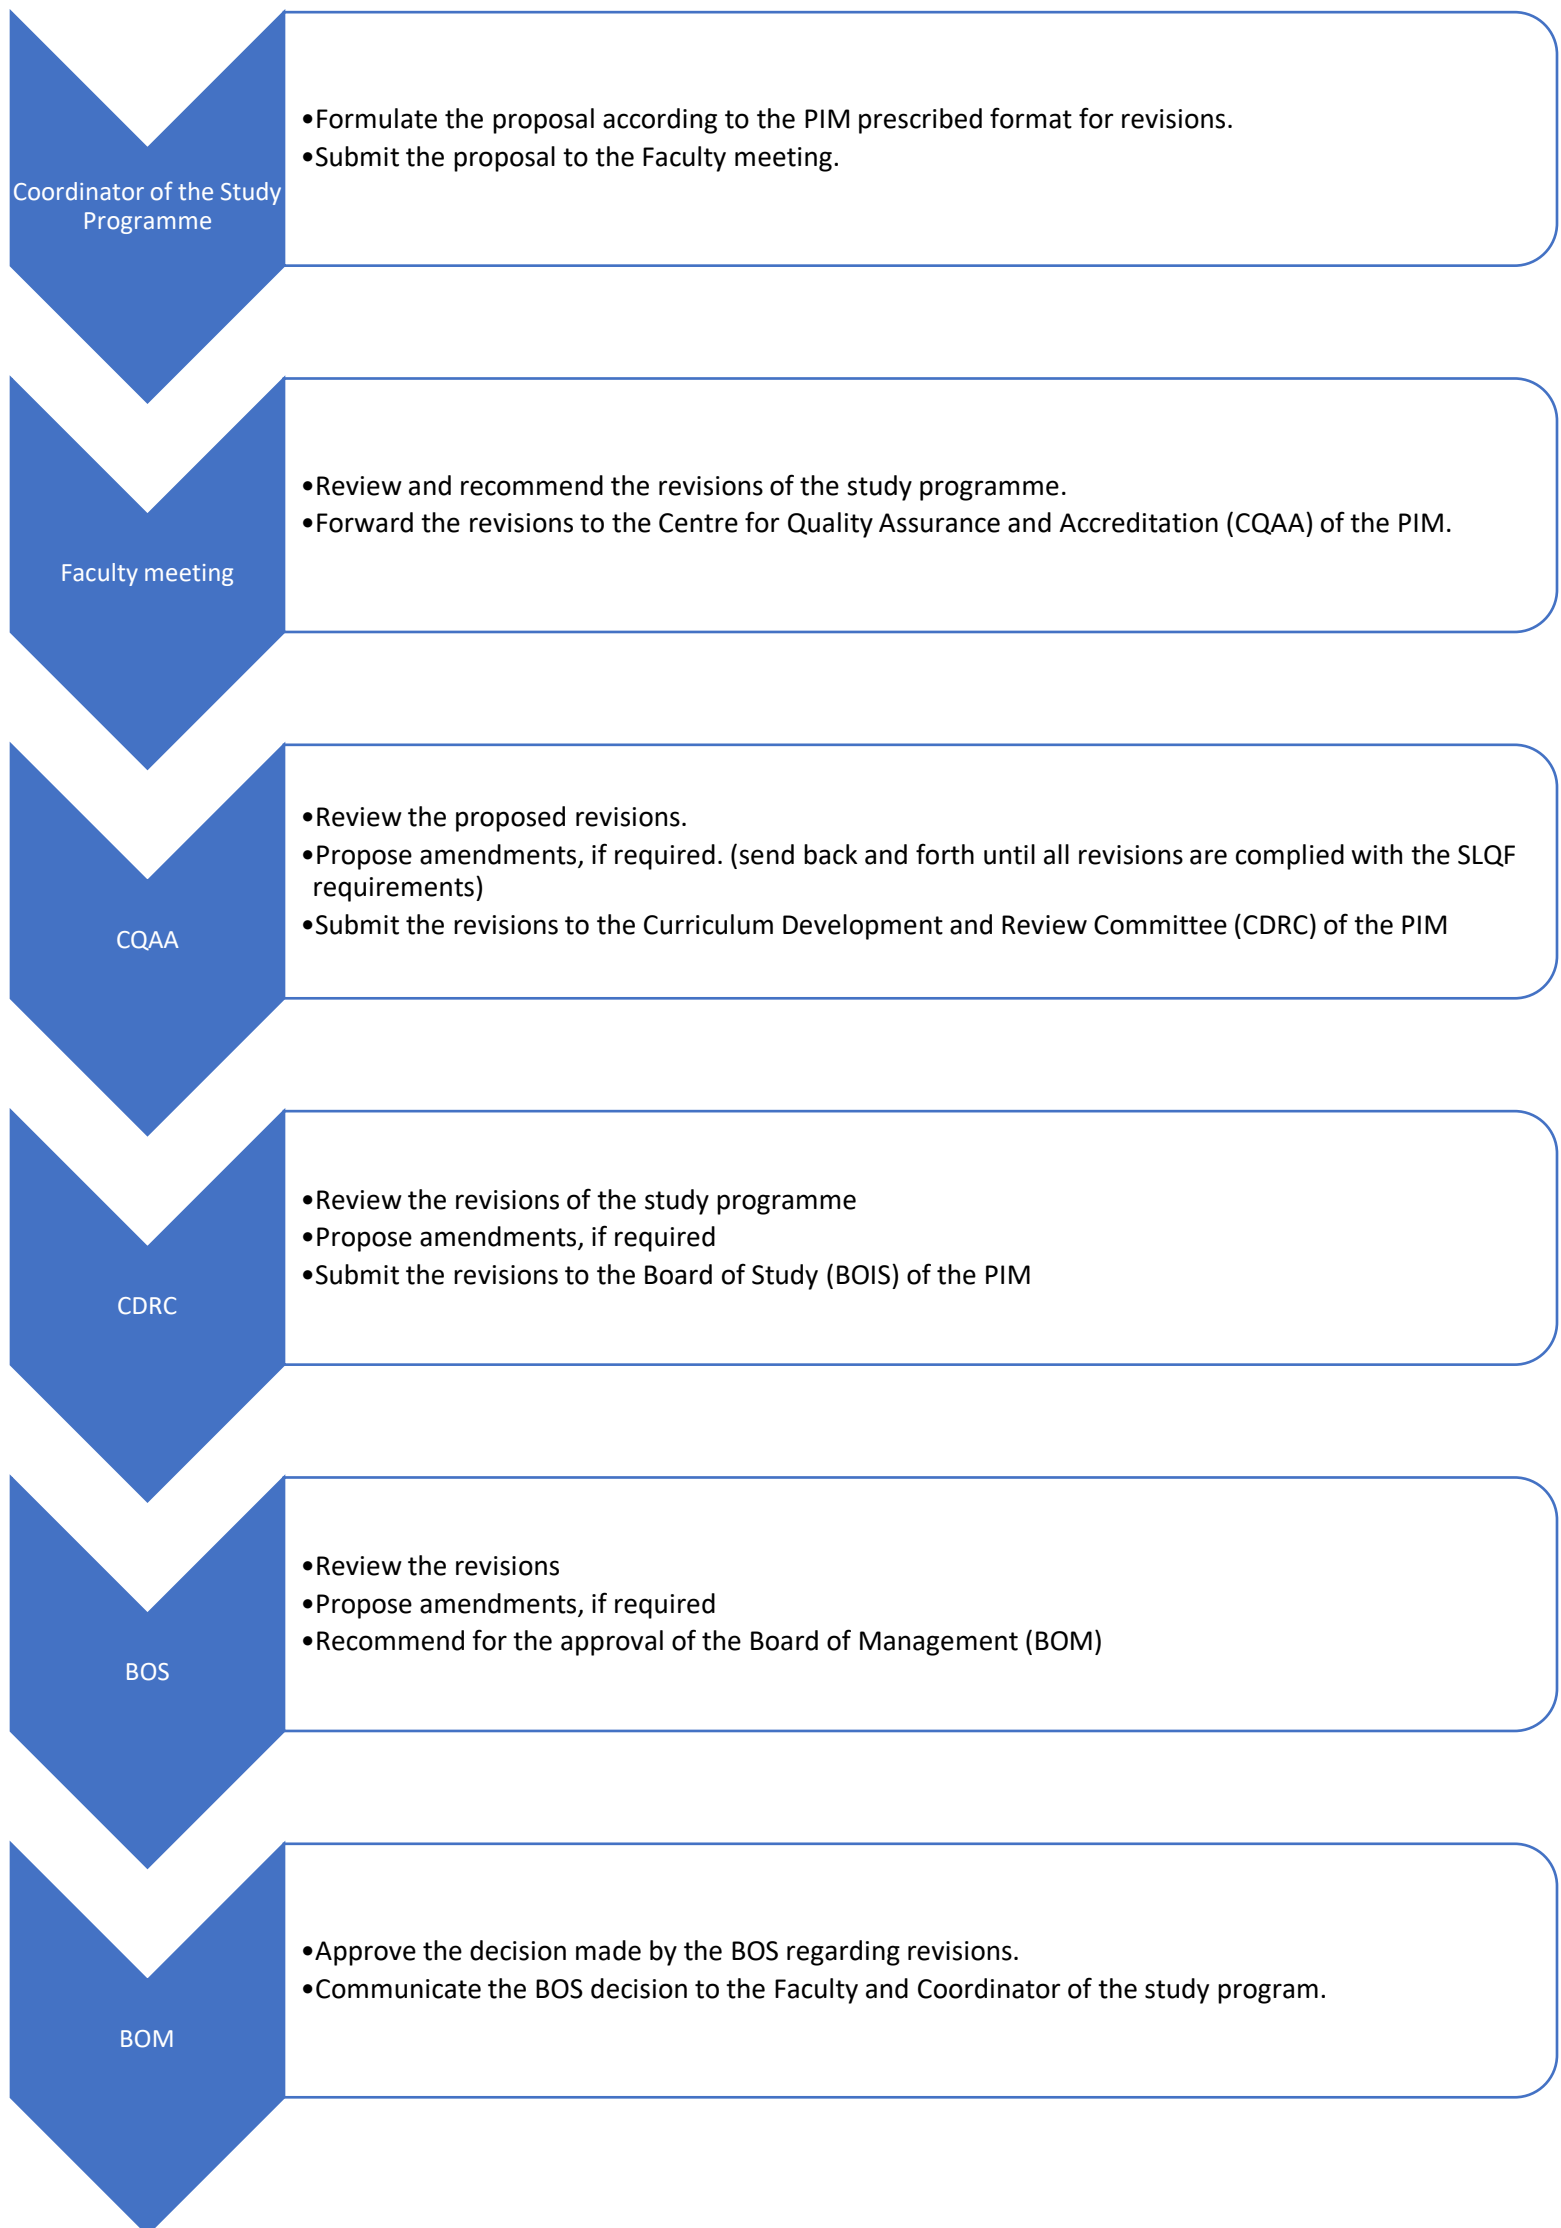 Coordinator of the Study
Programme
•Formulate the proposal according to the PIM prescribed format for revisions.
•Submit the proposal to the Faculty meeting.
Faculty meeting
•Review and recommend the revisions of the study programme.
•Forward the revisions to the Centre for Quality Assurance and Accreditation (CQAA) of the PIM.
CQAA
•Review the proposed revisions.
•Propose amendments, if required. (send back and forth until all revisions are complied with the SLQF
requirements)
•Submit the revisions to the Curriculum Development and Review Committee (CDRC) of the PIM
CDRC
•Review the revisions of the study programme
•Propose amendments, if required
•Submit the revisions to the Board of Study (BOIS) of the PIM
BOS
•Review the revisions
•Propose amendments, if required
•Recommend for the approval of the Board of Management (BOM)
BOM
•Approve the decision made by the BOS regarding revisions.
•Communicate the BOS decision to the Faculty and Coordinator of the study program.